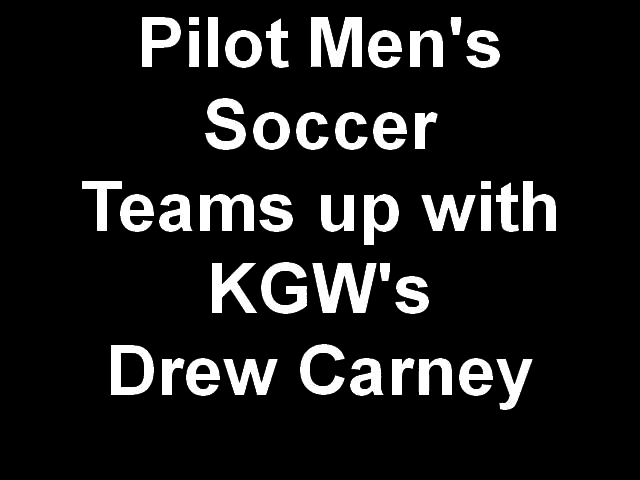 Pilot Men's
Soccer
Teams up with
KGW's
Drew Carney